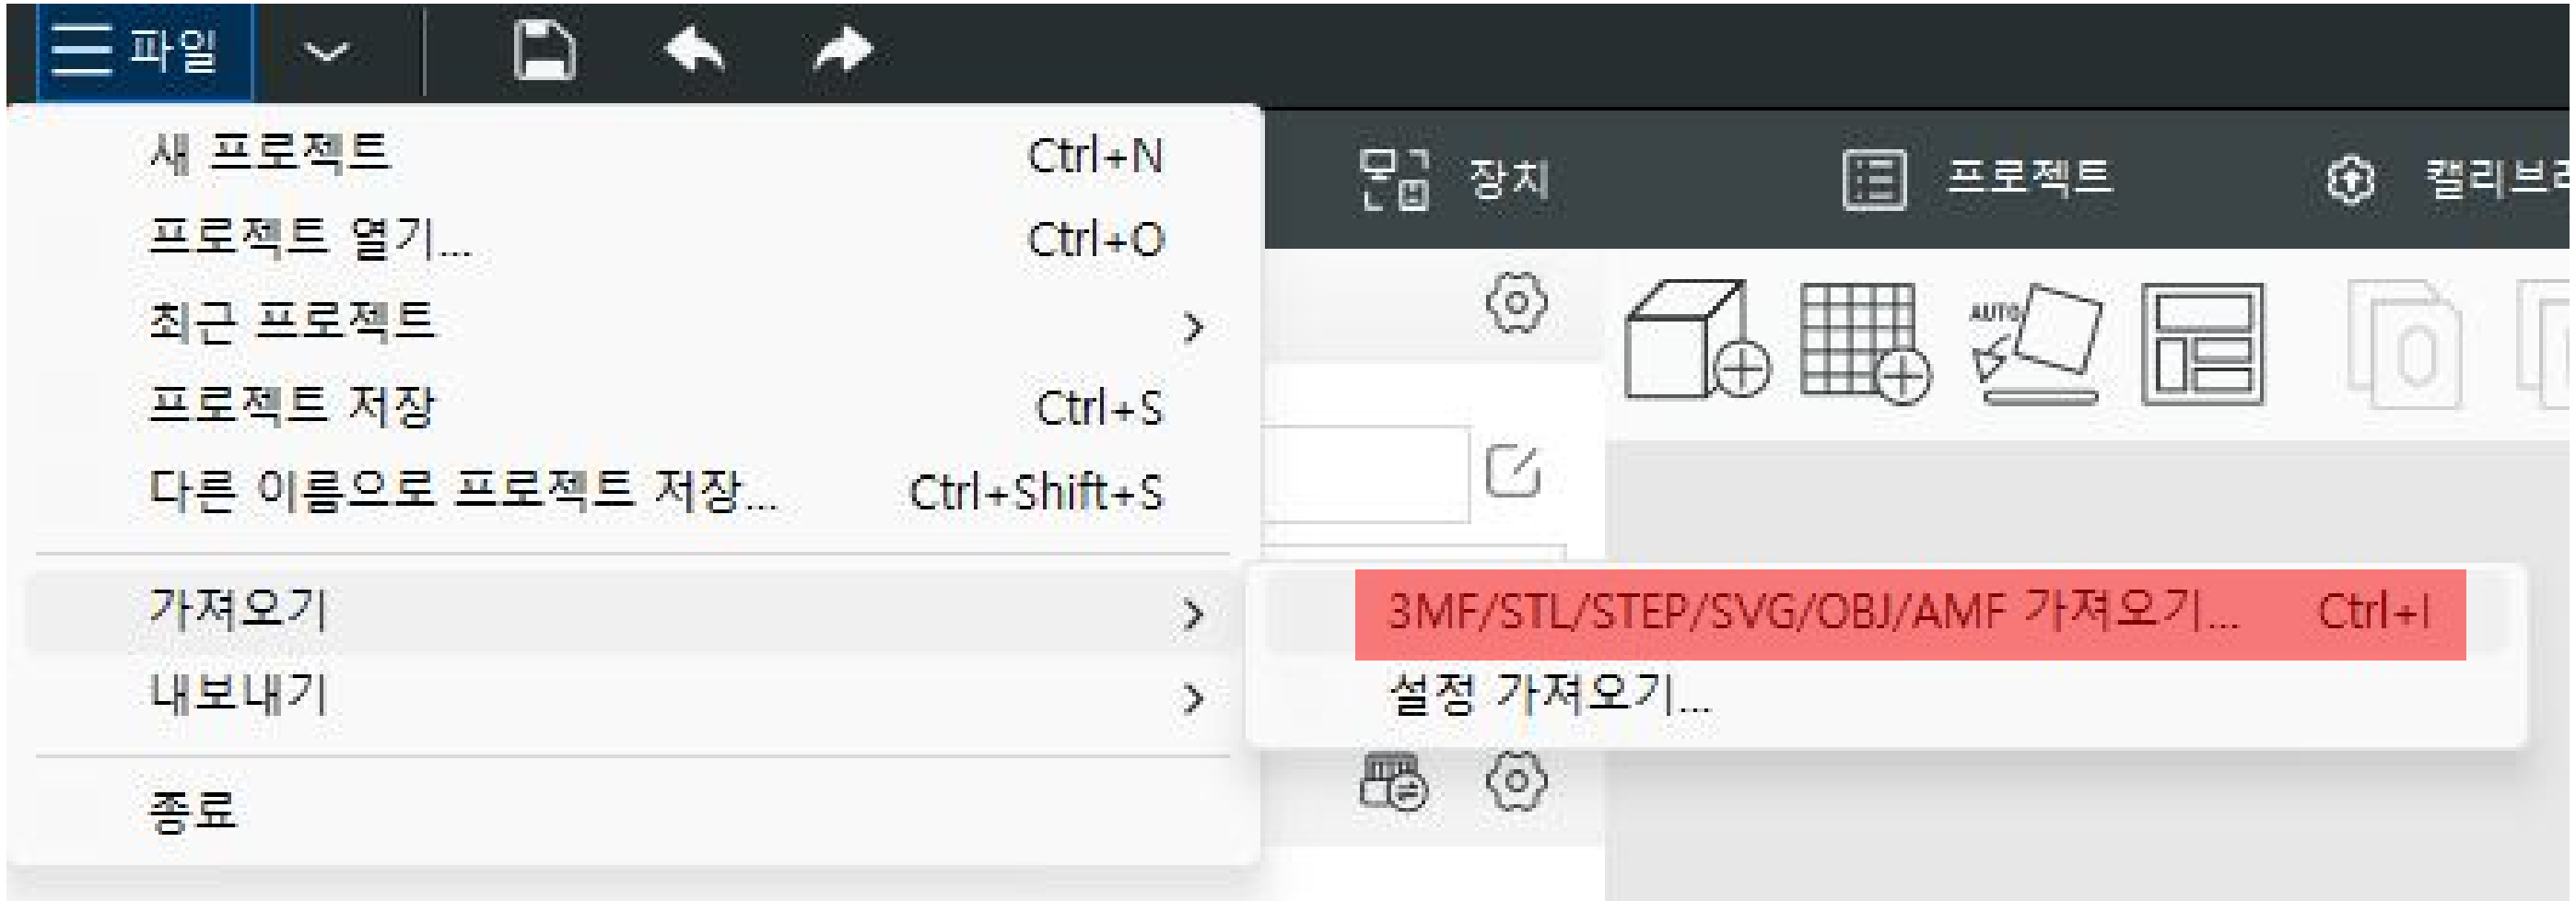 파일
새 프로젝트 Ctrl+N
장치 프로젝트
프로젝트 열기... Ctrl+O
최근 프로젝트
AUTO
프로젝트 저장 Ctrl+S
다른 이름으로 프로젝트 저장... Ctrl+Shift+S
가져오기
3MF/STL/STEP/SVG/OBJ/AMF 가져오기... Ctrl+I
내보내기
설정 가져오기...
종료